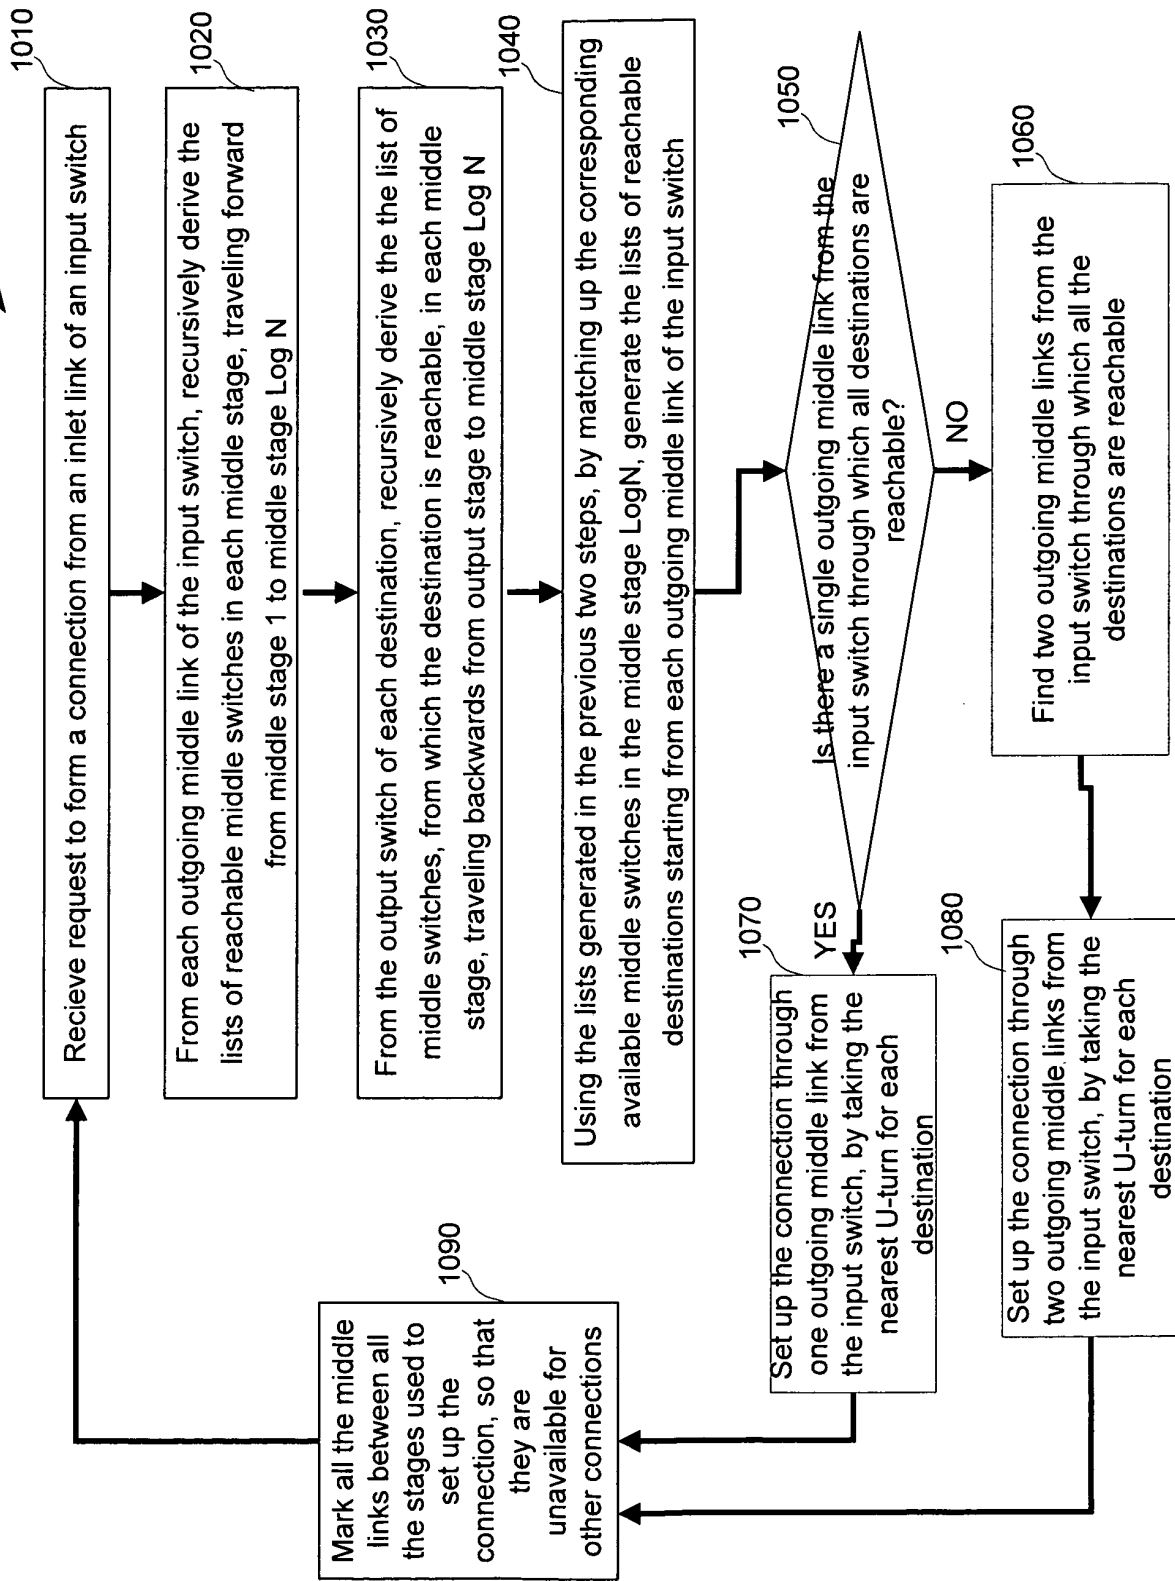 1010
Recieve request to form a connection from an inlet link of an input switch
1020
From each outgoing middle link of the input switch, recursively derive the
lists of reachable middle switches in each middle stage, traveling forward
from middle stage 1 to middle stage Log N
1030
From the output switch of each destination, recursively derive the the list of
middle switches, from which the destination is reachable, in each middle
stage, traveling backwards from output stage to middle stage Log N
1040
Using the lists generated in the previous two steps, by matching up the corresponding
available middle switches in the middle stage LogN, generate the lists of reachable
destinations starting from each outgoing middle link of the input switch
1050
Is there a single outgoing middle link from the
input switch through which all destinations are
reachable?
NO
1060
Find two outgoing middle links from the
input switch through which all the
destinations are reachable
YES
1070
Set up the connection through
one outgoing middle link from
the input switch, by taking the
nearest U-turn for each
destination
1080
Set up the connection through
two outgoing middle links from
the input switch, by taking the
nearest U-turn for each
destination
1090
Mark all the middle
links between all
the stages used to
set up the
connection, so that
they are
unavailable for
other connections